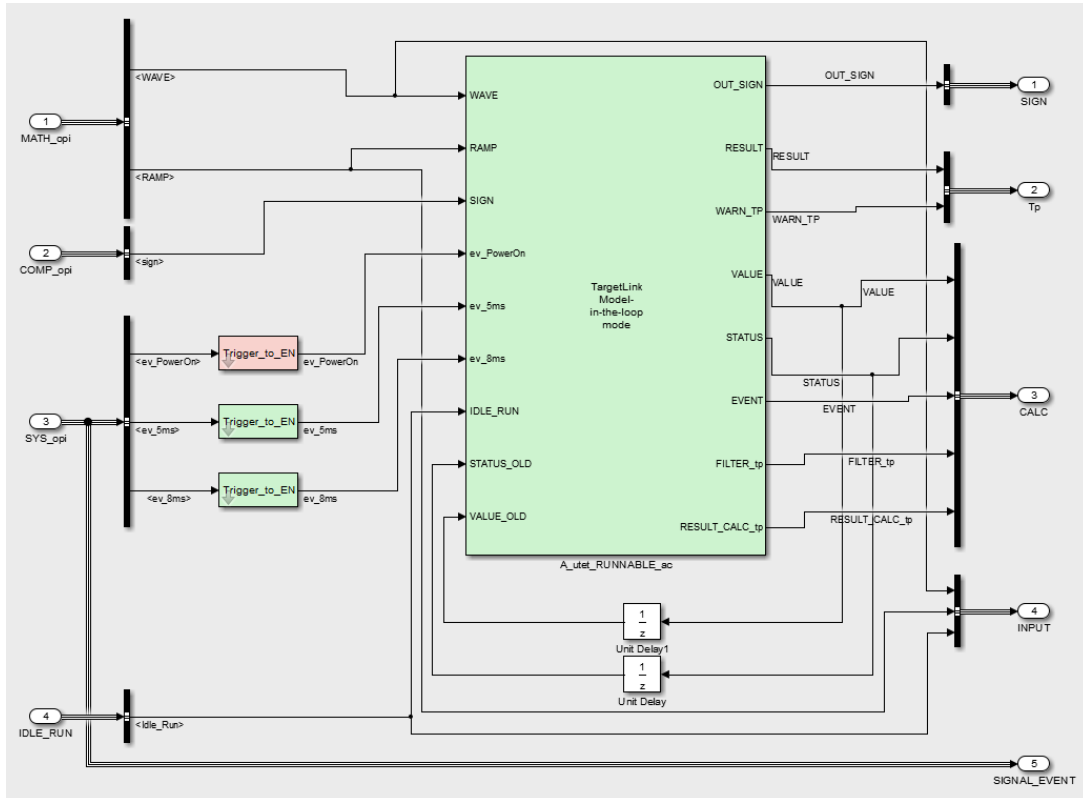 1
MATH_opi
<WAVE>
<RAMP>
2
COMP_opi
<sign>
3
SYS_opi
<ev_PowerOn>
Trigger_to_EN
ev_PowerOn
<ev_5ms>
Trigger_to_EN
ev_5ms
<ev_8ms>
Trigger_to_EN
ev_8ms
4
IDLE_RUN
<Idle_Run>
WAVE
RAMP
SIGN
ev_PowerOn
ev_5ms
ev_8ms
IDLE_RUN
STATUS_OLD
VALUE_OLD
TargetLink
Model-
in-the-loop
mode
OUT_SIGN
RESULT
WARN_TP
VALUE
STATUS
EVENT
FILTER_tp
RESULT_CALC_tp
A_utet_RUNNABLE_ac
1
z
Unit Delay1
1
z
Unit Delay
OUT_SIGN
RESULT
WARN_TP
VALUE
VALUE
STATUS
EVENT
FILTER_tp
RESULT_CALC_tp
1
SIGN
2
Tp
3
CALC
4
INPUT
5
SIGNAL_EVENT